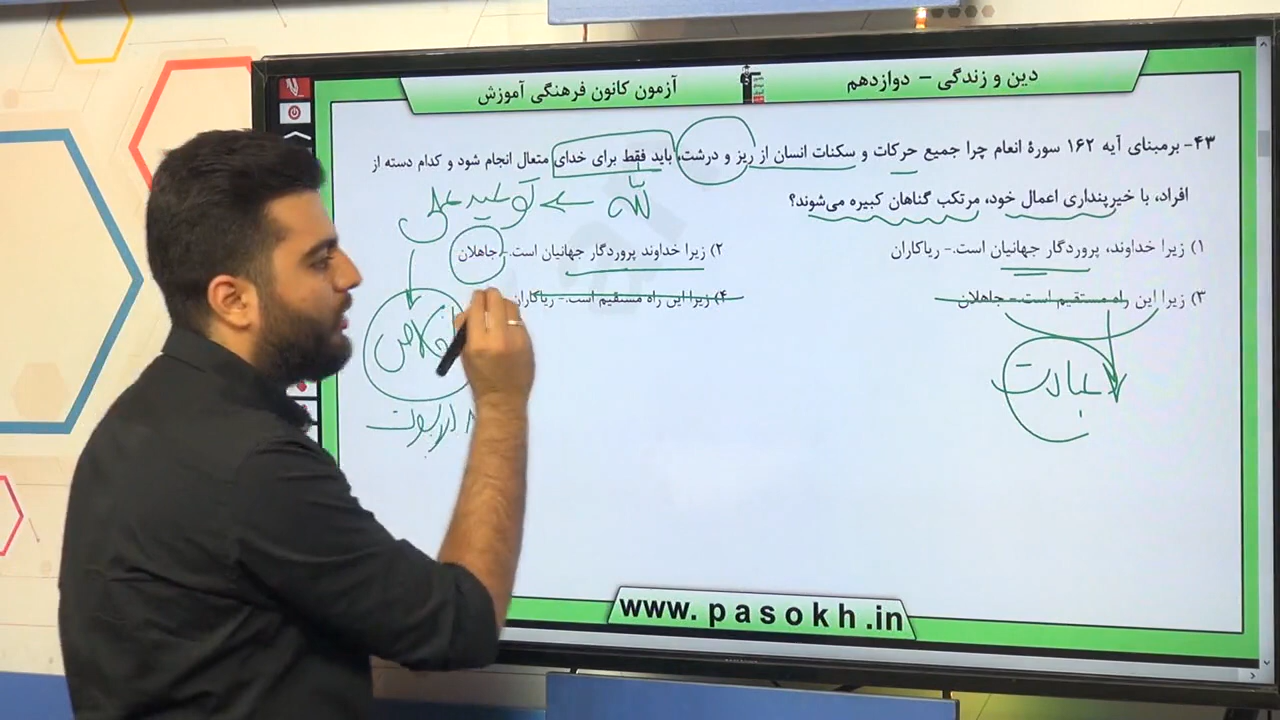 دین و زندگی - دوازدهم
آزمون کانون فرهنگی آموزش
۴۳- برمبنای آیه ۱۶۲ سورهٔ انعام چرا جمیع حرکات و سکنات انسان از ریز و درشت، باید فقط برای خدای متعال انجام شود و کدام دسته از
افراد، با خیرپنداری اعمال خود، مرتکب گناهان کبیره می‌شوند؟
لله ← توحید عملی
۱) زیرا خداوند، پروردگار جهانیان است.- ریاکاران
۲) زیرا خداوند پروردگار جهانیان است.- جاهلان
۳) زیرا این راه مستقیم است.- جاهلان
۴) زیرا این راه مستقیم است.- ریاکاران
عبادت
اخلاص
www.pasokh.in